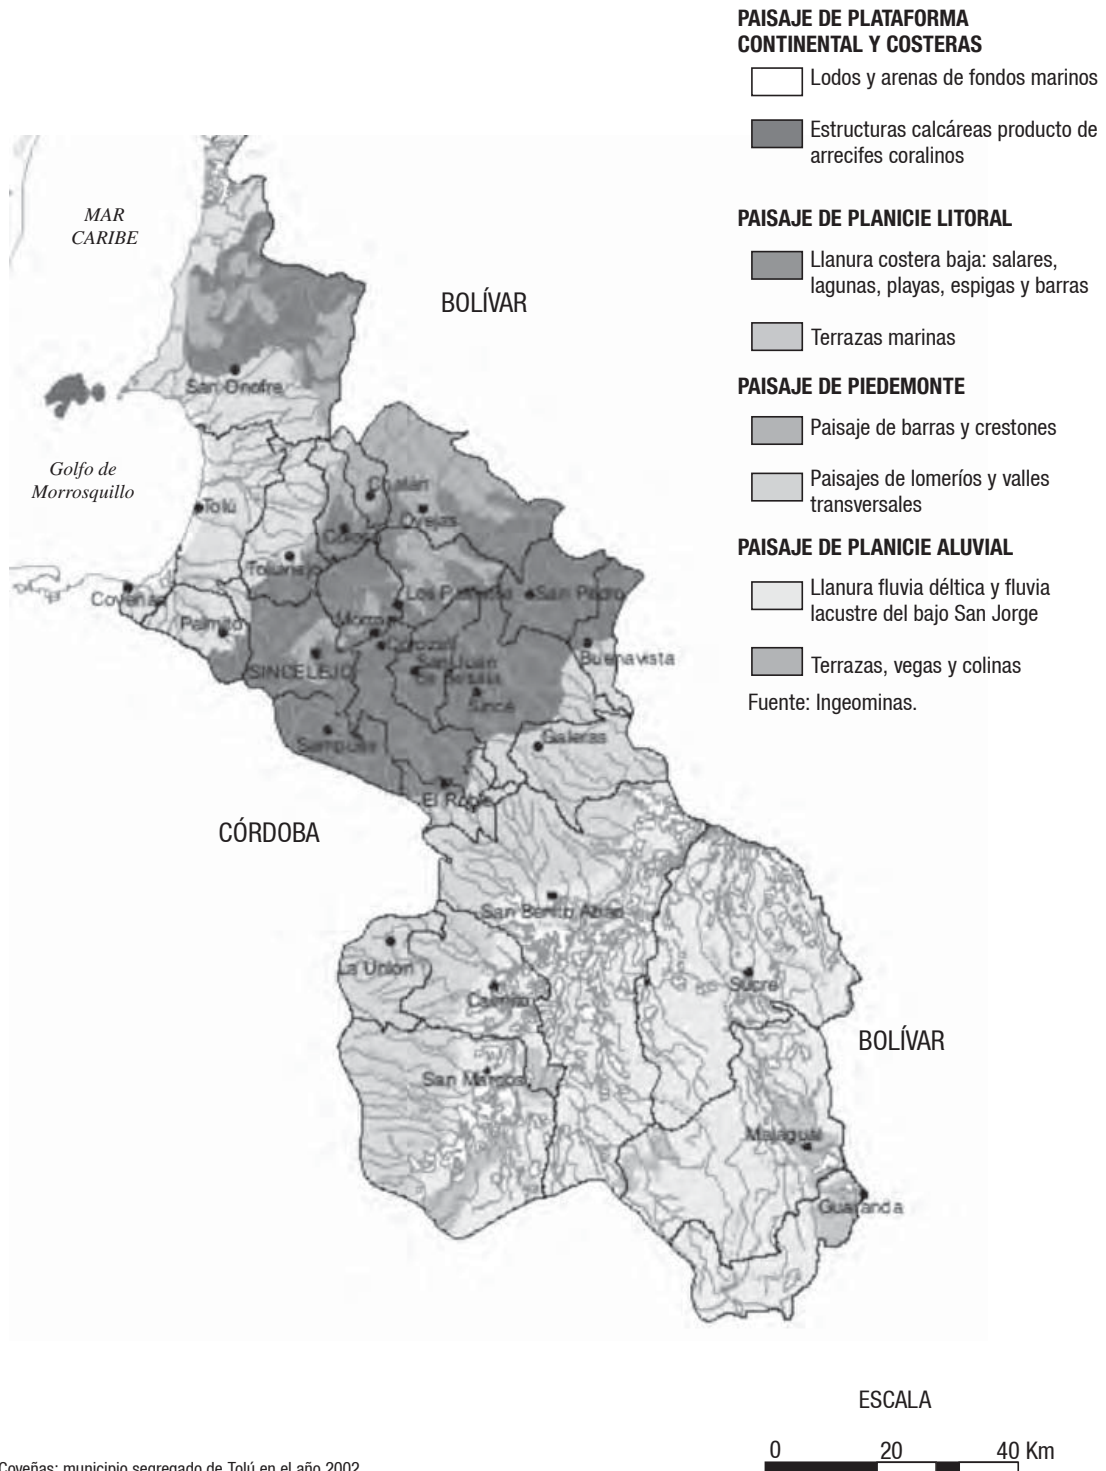 PAISAJE DE PLATAFORMA
CONTINENTAL Y COSTERAS
Lodos y arenas de fondos marinos
Estructuras calcáreas producto de
arrecifes coralinos
PAISAJE DE PLANICIE LITORAL
Llanura costera baja: salares,
lagunas, playas, espigas y barras
Terrazas marinas
PAISAJE DE PIEDEMONTE
Paisaje de barras y crestones
Paisajes de lomeríos y valles
transversales
PAISAJE DE PLANICIE ALUVIAL
Llanura fluvia déltica y fluvia
lacustre del bajo San Jorge
Terrazas, vegas y colinas
Fuente: Ingeominas.
MAR
CARIBE
BOLÍVAR
San Onofre
Golfo de
Morrosquillo
Chalán
Tolú
Ovejas
Coloso
Toluviejo
Coveñas
Los Palmitos
San Pedro
Palmito
Morroa
Corozal
Buenavista
SINCELEJO
San Juan
De Betulia
Sincé
Sampués
Galeras
El Roble
CÓRDOBA
San Benito Abad
La Unión
Caimito
Sucre
BOLÍVAR
San Marcos
Majagual
Guaranda
ESCALA
0 20 40 Km
Coveñas: municipio segregado de Tolú en el año 2002